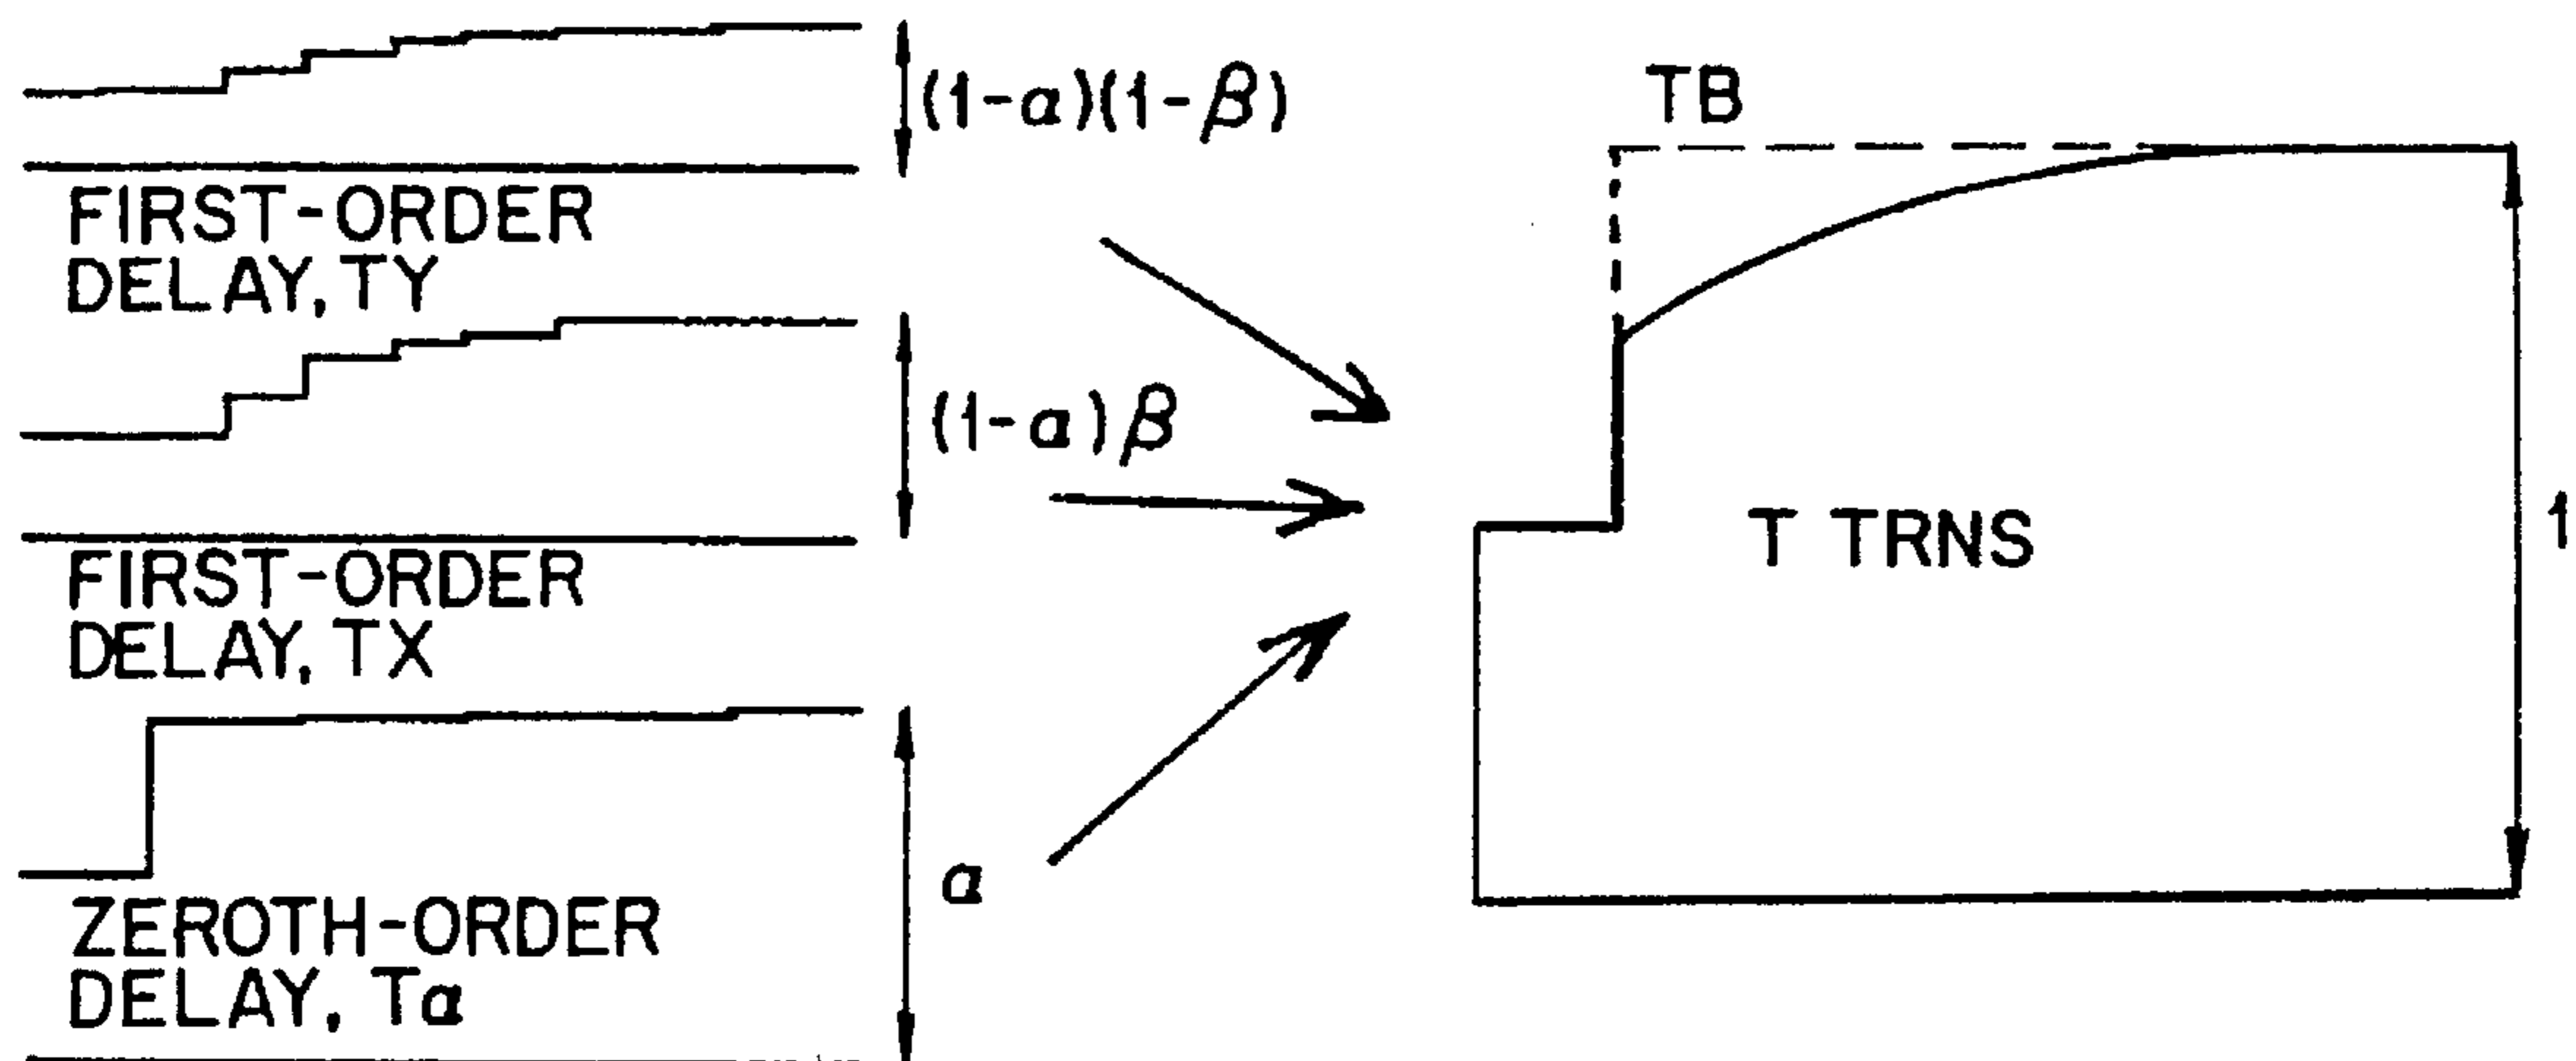 (1-α)(1-β)
FIRST-ORDER
DELAY, TY
(1-α)β
FIRST-ORDER
DELAY, TX
α
ZEROTH-ORDER
DELAY, Tα
TB
T TRNS
1